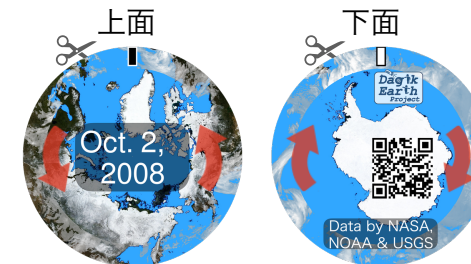 上面
下面
Oct. 2,
2008
Dagik
Earth
Project
Data by NASA,
NOAA & USGS